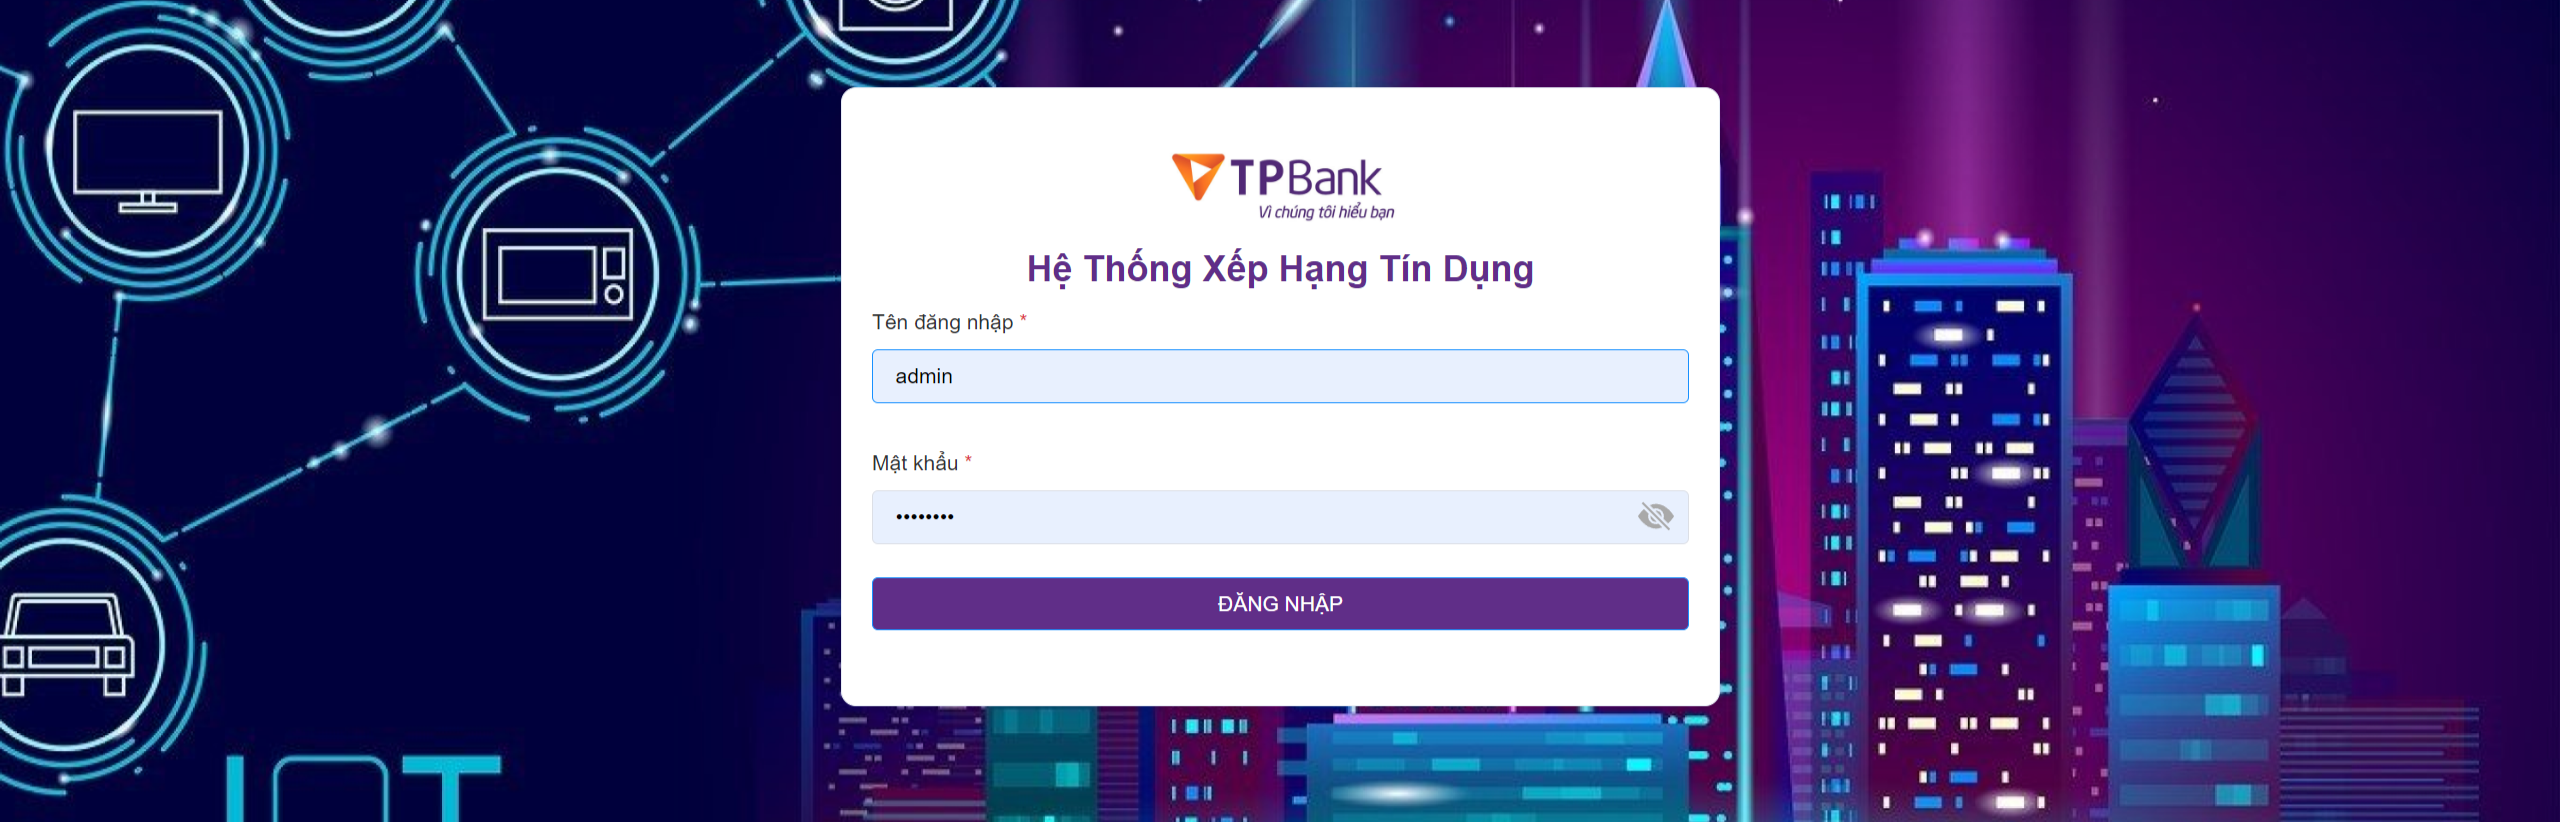 TPBank
Vì chúng tôi hiểu bạn
Hệ Thống Xếp Hạng Tín Dụng
Tên đăng nhập *
admin
Mật khẩu *
••••••••
ĐĂNG NHẬP
IOT